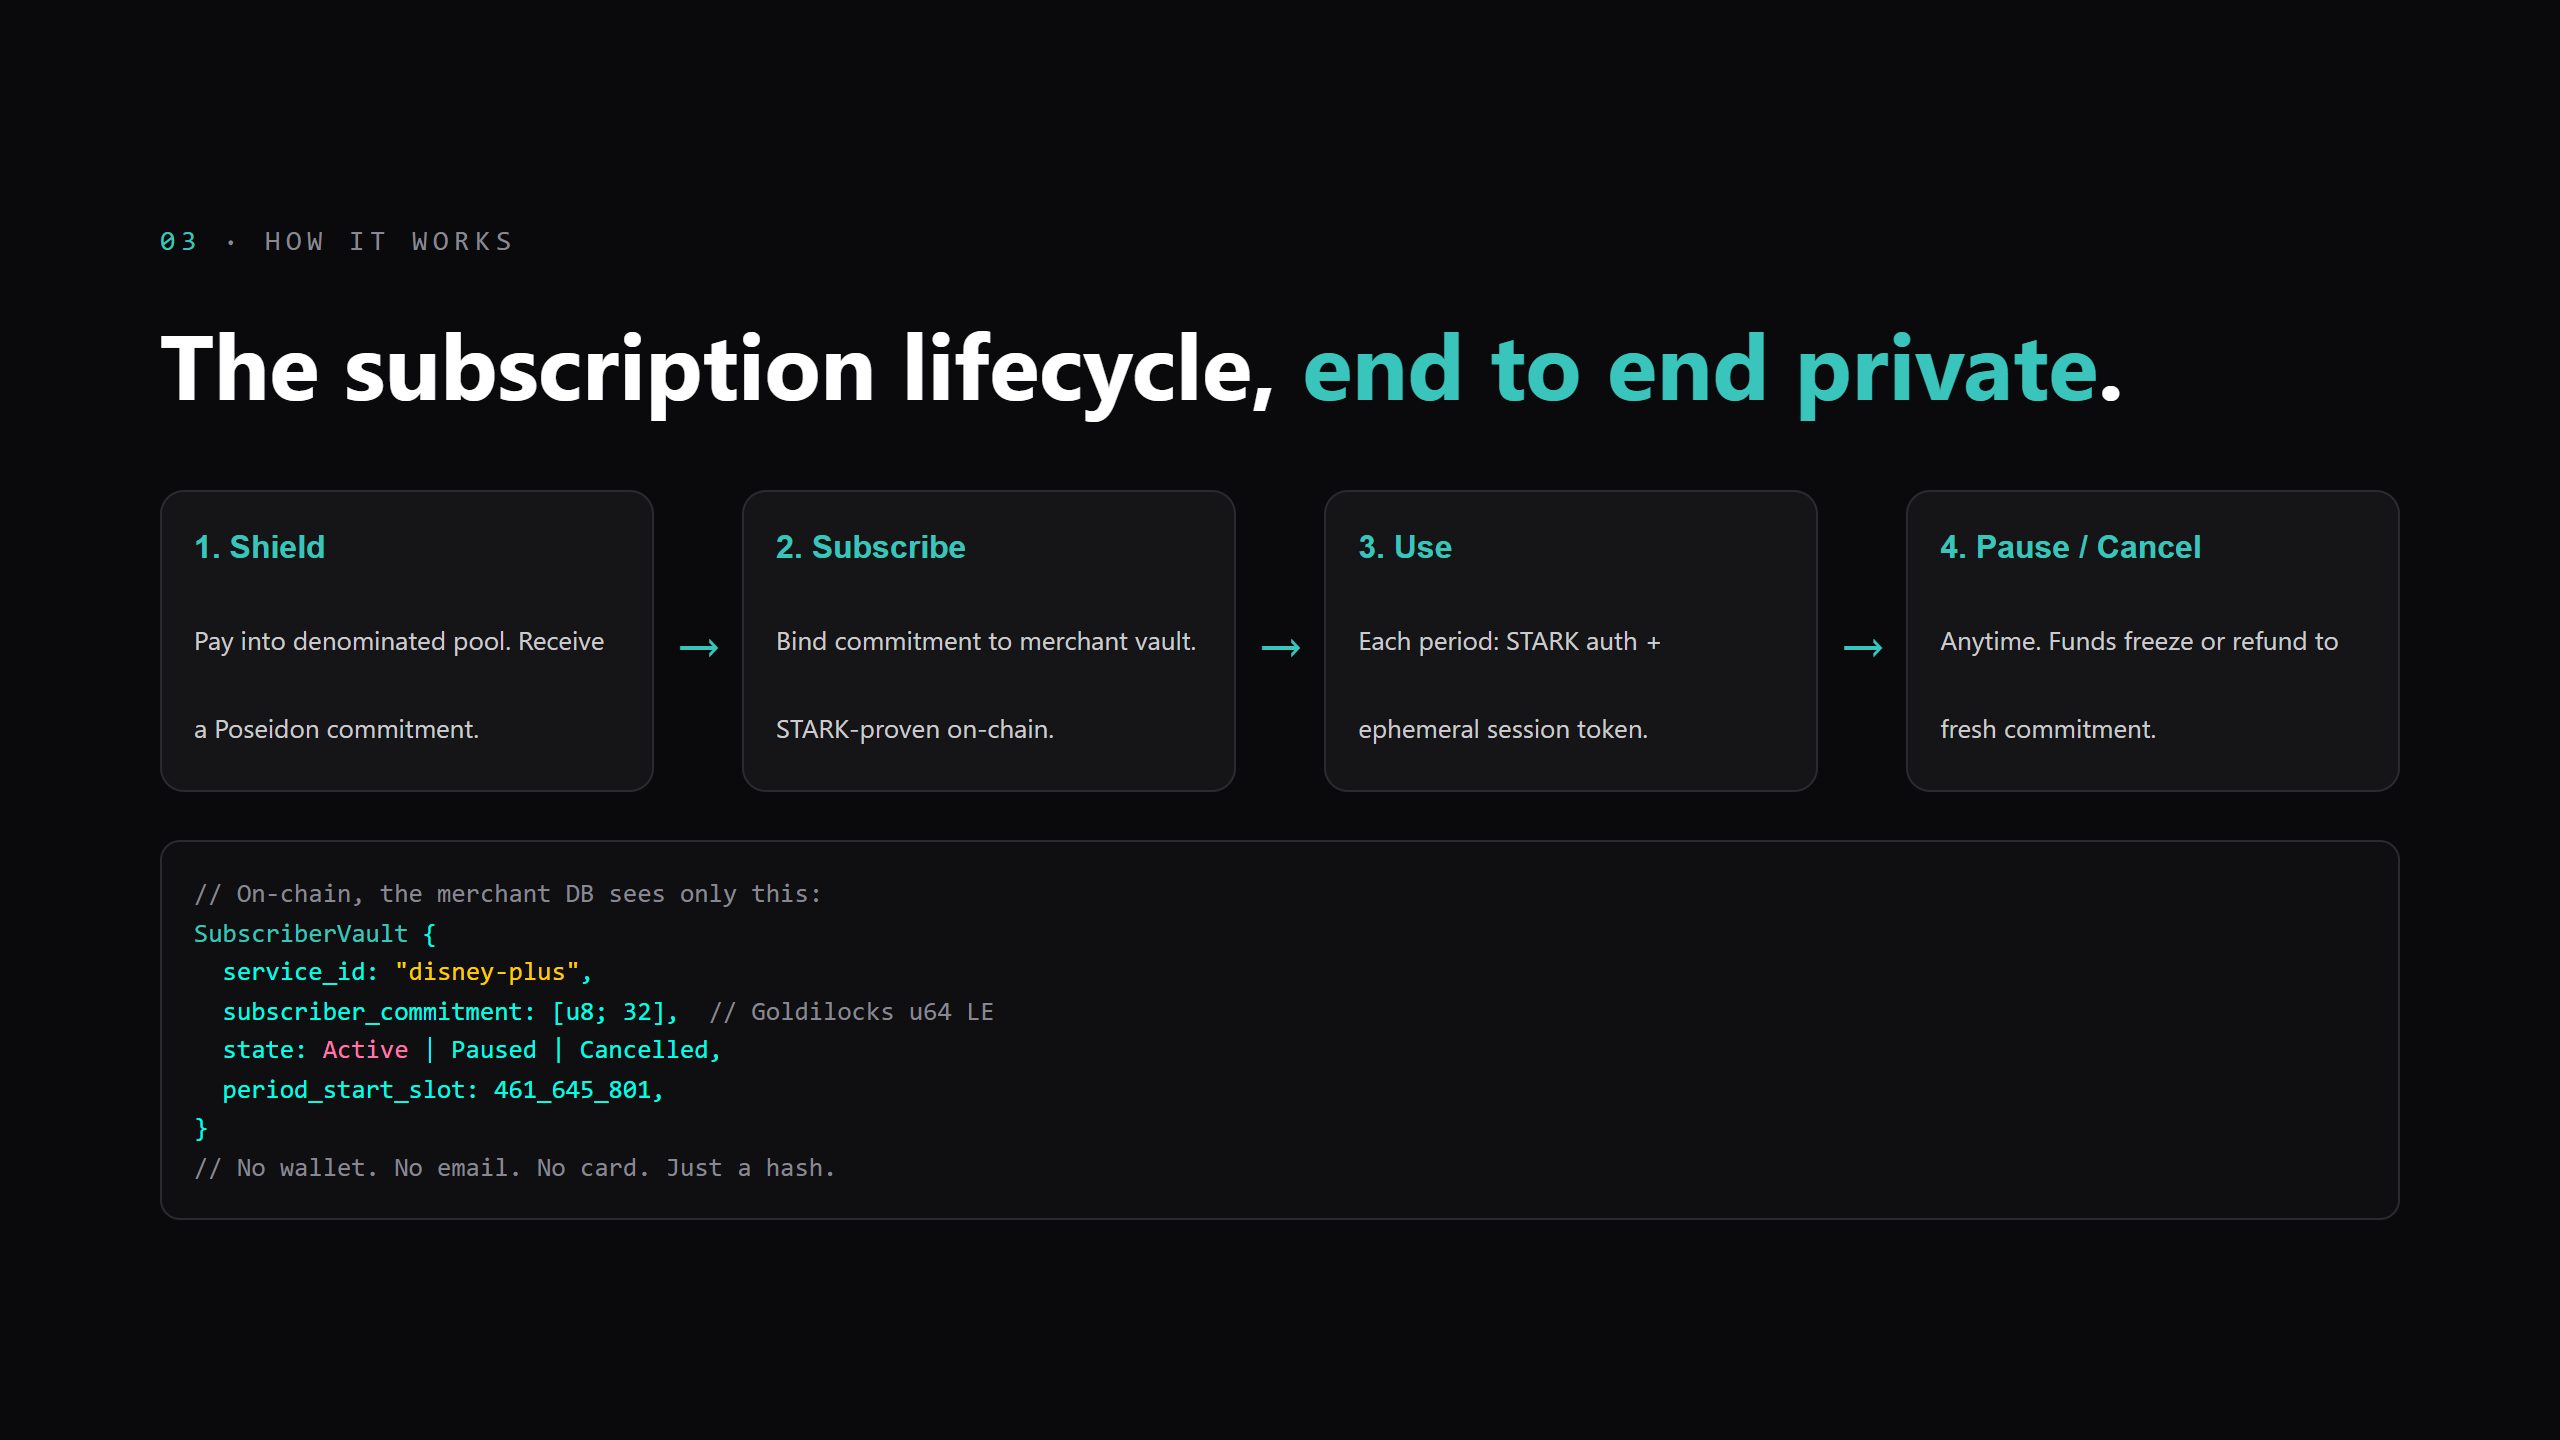 03 · HOW IT WORKS
The subscription lifecycle, end to end private.
1. Shield
Pay into denominated pool. Receive
a Poseidon commitment.
→
2. Subscribe
Bind commitment to merchant vault.
STARK-proven on-chain.
→
3. Use
Each period: STARK auth +
ephemeral session token.
→
4. Pause / Cancel
Anytime. Funds freeze or refund to
fresh commitment.
// On-chain, the merchant DB sees only this:
SubscriberVault {
  service_id: "disney-plus",
  subscriber_commitment: [u8; 32],  // Goldilocks u64 LE
  state: Active | Paused | Cancelled,
  period_start_slot: 461_645_801,
}
// No wallet. No email. No card. Just a hash.